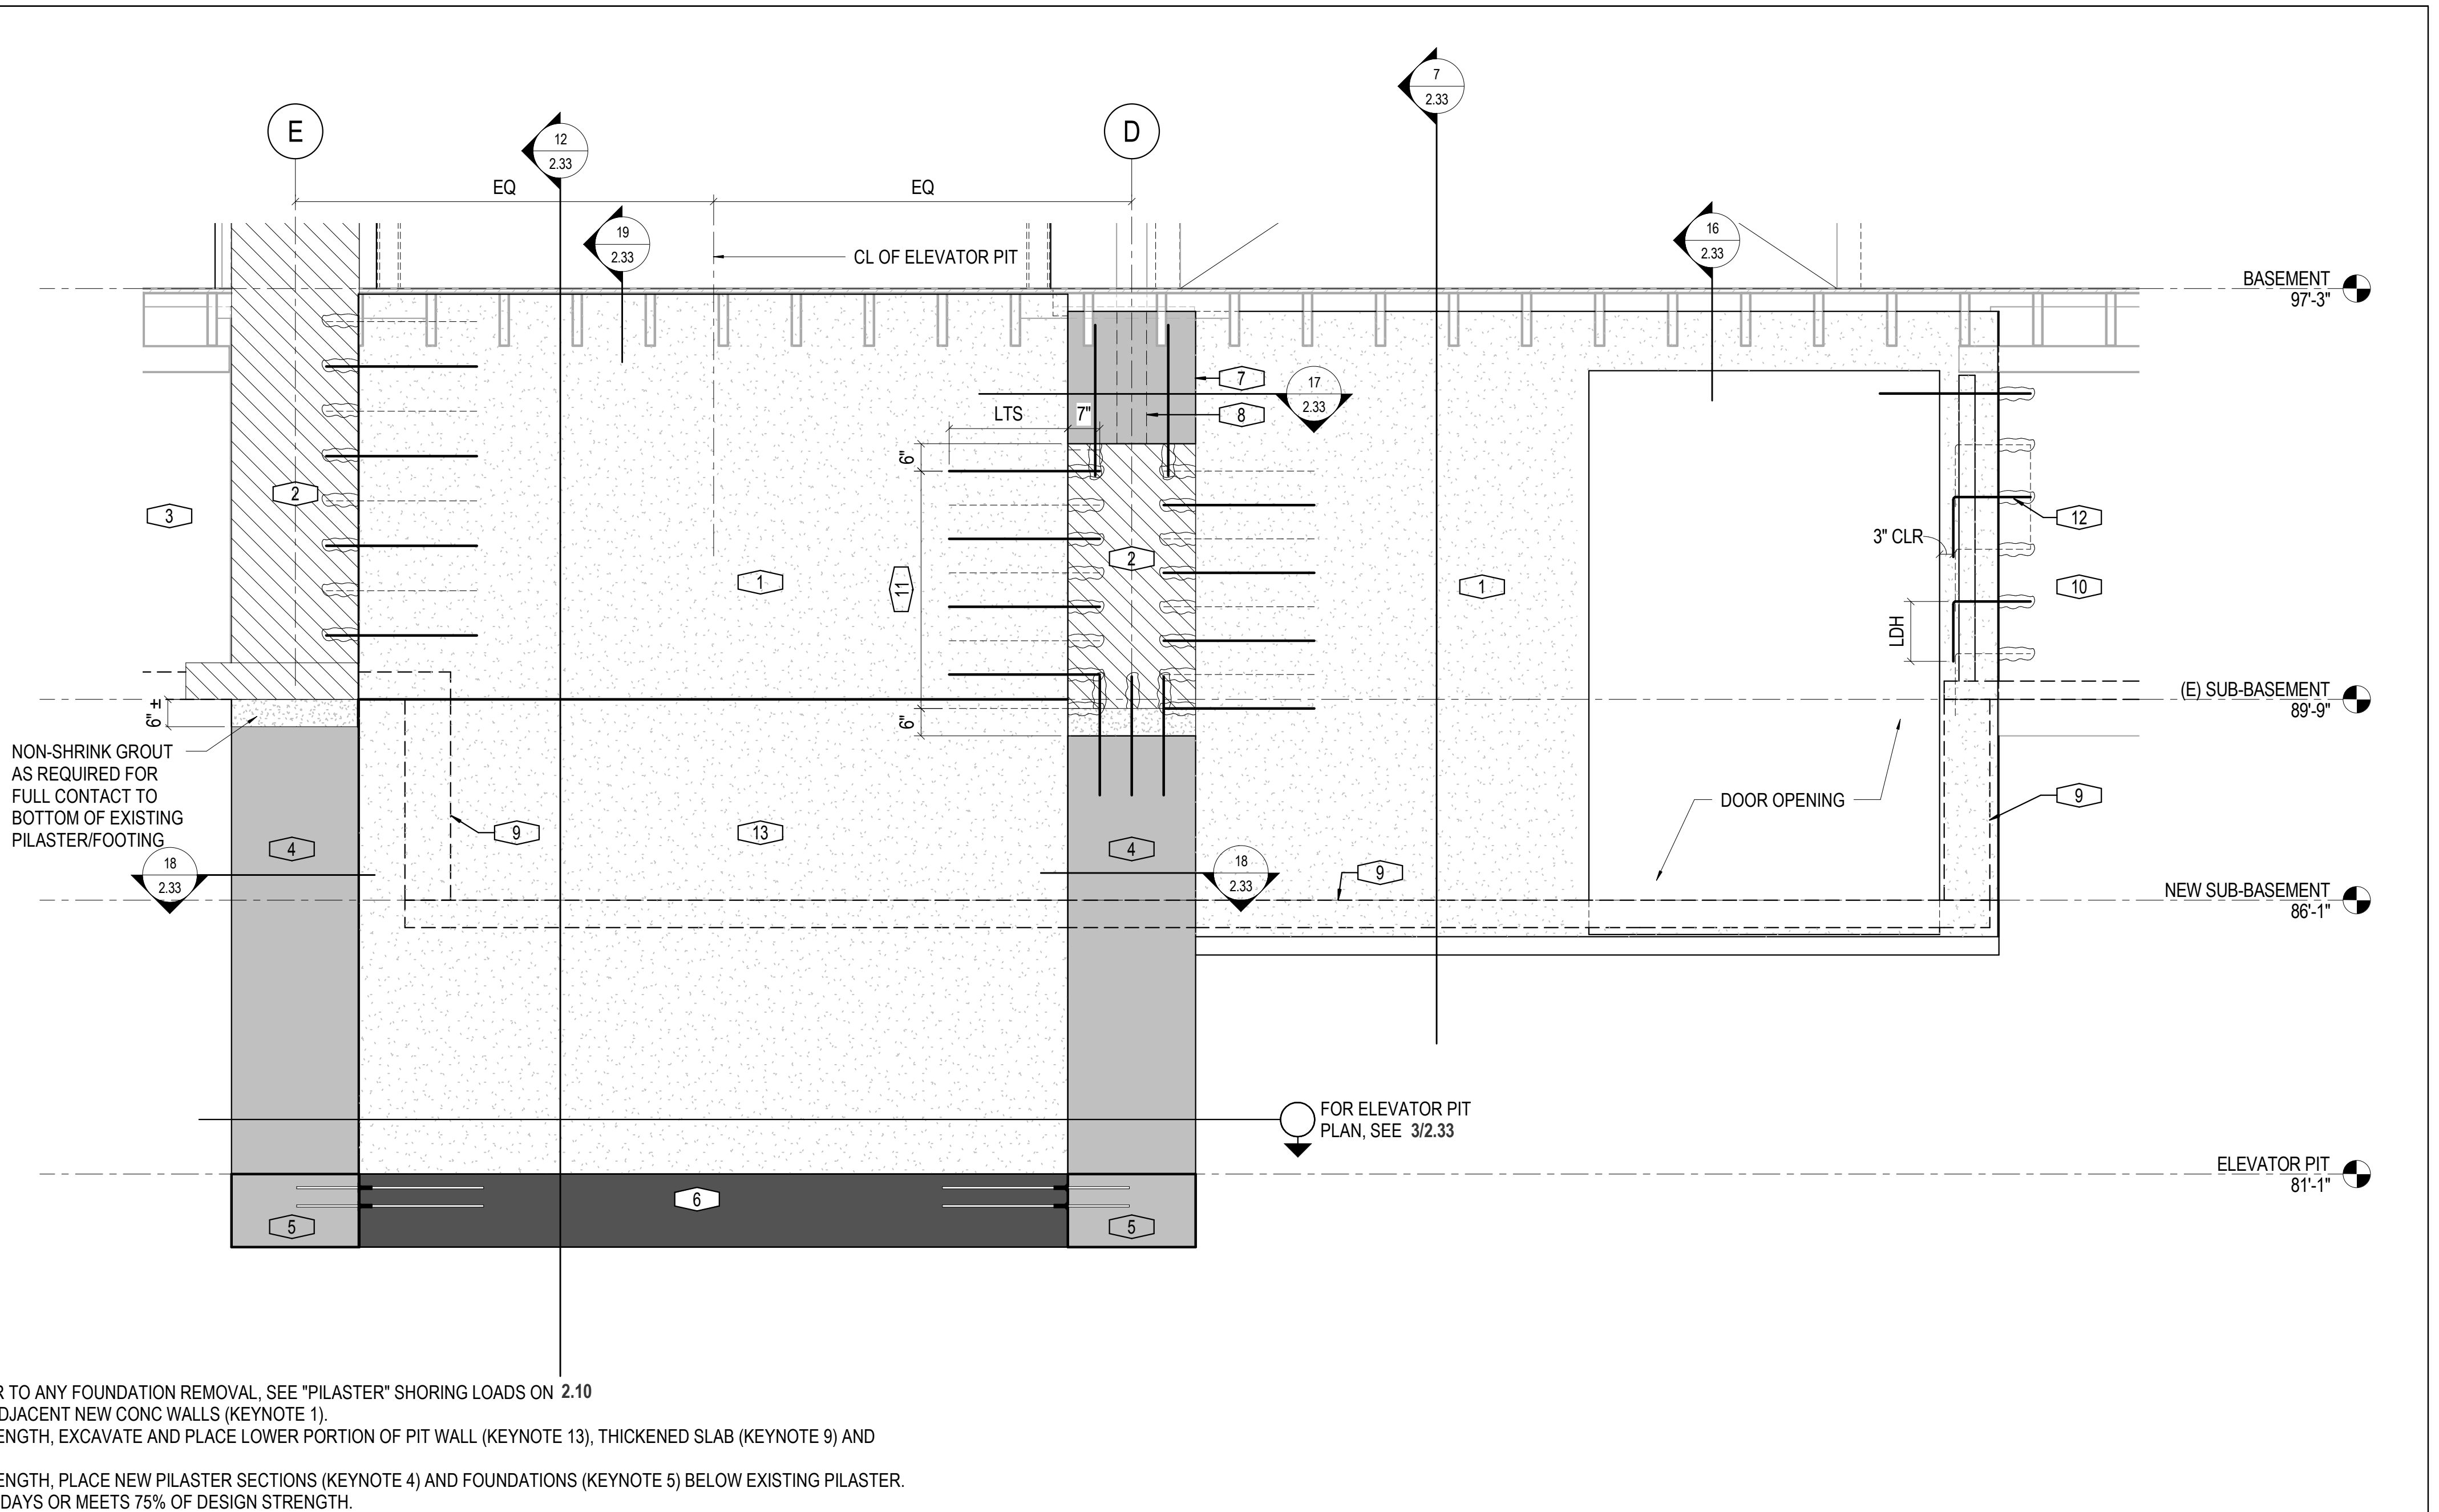 7
2.33
E
12
2.33
D
EQ
EQ
19
2.33
16
2.33
CL OF ELEVATOR PIT
BASEMENT
97'-3"
7
17
2.33
LTS
7"
8
6"
2
3
12
3" CLR
2
1
11
1
10
LDH
(E) SUB-BASEMENT
89'-9"
6" ±
6"
NON-SHRINK GROUT
AS REQUIRED FOR
FULL CONTACT TO
BOTTOM OF EXISTING
PILASTER/FOOTING
9
DOOR OPENING
9
13
4
4
18
2.33
18
2.33
9
NEW SUB-BASEMENT
86'-1"
FOR ELEVATOR PIT
PLAN, SEE 3/2.33
ELEVATOR PIT
81'-1"
6
5
5
R TO ANY FOUNDATION REMOVAL, SEE "PILASTER" SHORING LOADS ON 2.10
DJACENT NEW CONC WALLS (KEYNOTE 1).
ENGTH, EXCAVATE AND PLACE LOWER PORTION OF PIT WALL (KEYNOTE 13), THICKENED SLAB (KEYNOTE 9) AND
ENGTH, PLACE NEW PILASTER SECTIONS (KEYNOTE 4) AND FOUNDATIONS (KEYNOTE 5) BELOW EXISTING PILASTER.
DAYS OR MEETS 75% OF DESIGN STRENGTH.